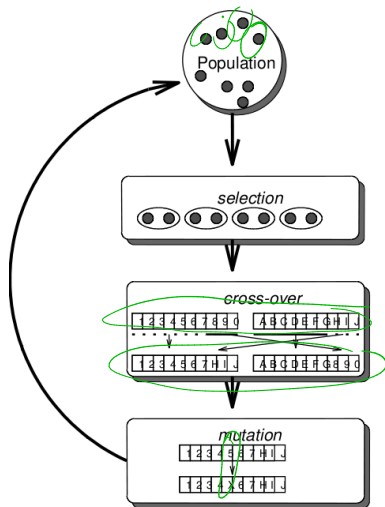 Population
selection
cross-over
1 2 3 4 5 6 7 8 9 0 A B C D E F G H I J
1 2 3 4 5 6 7 H I J A B C D E F G 8 9 0
mutation
1 2 3 4 5 6 7 H I J
1 2 3 4 X 6 7 H I J